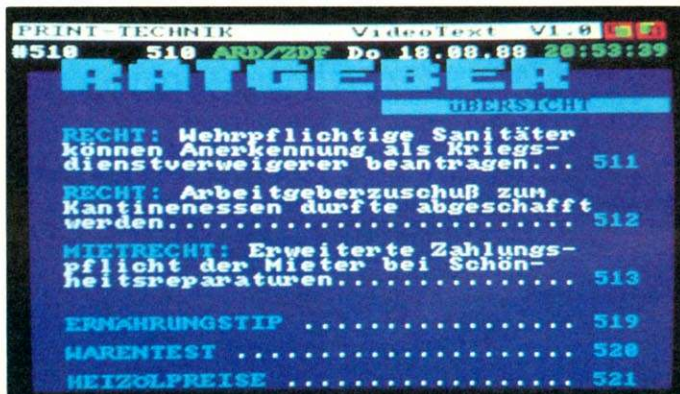 PRINT-TECHNIK VideoText V1.0
#510 510 ARD/ZDF Do 18.08.88 20:53:39
RATGEBER
üBERSICHT
RECHT: Wehrpflichtige Sanitäter
können Anerkennung als Kriegs-
dienstverweigerer beantragen... 511
RECHT: Arbeitgeberzuschuß zum
Kantinenessen durfte abgeschafft
werden......................... 512
MIETRECHT: Erweiterte Zahlungs-
pflicht der Mieter bei Schön-
heitsreparaturen............... 513
ERNÄHRUNGSTIP ................. 519
WARENTEST ..................... 520
HEIZÖLPREISE .................. 521